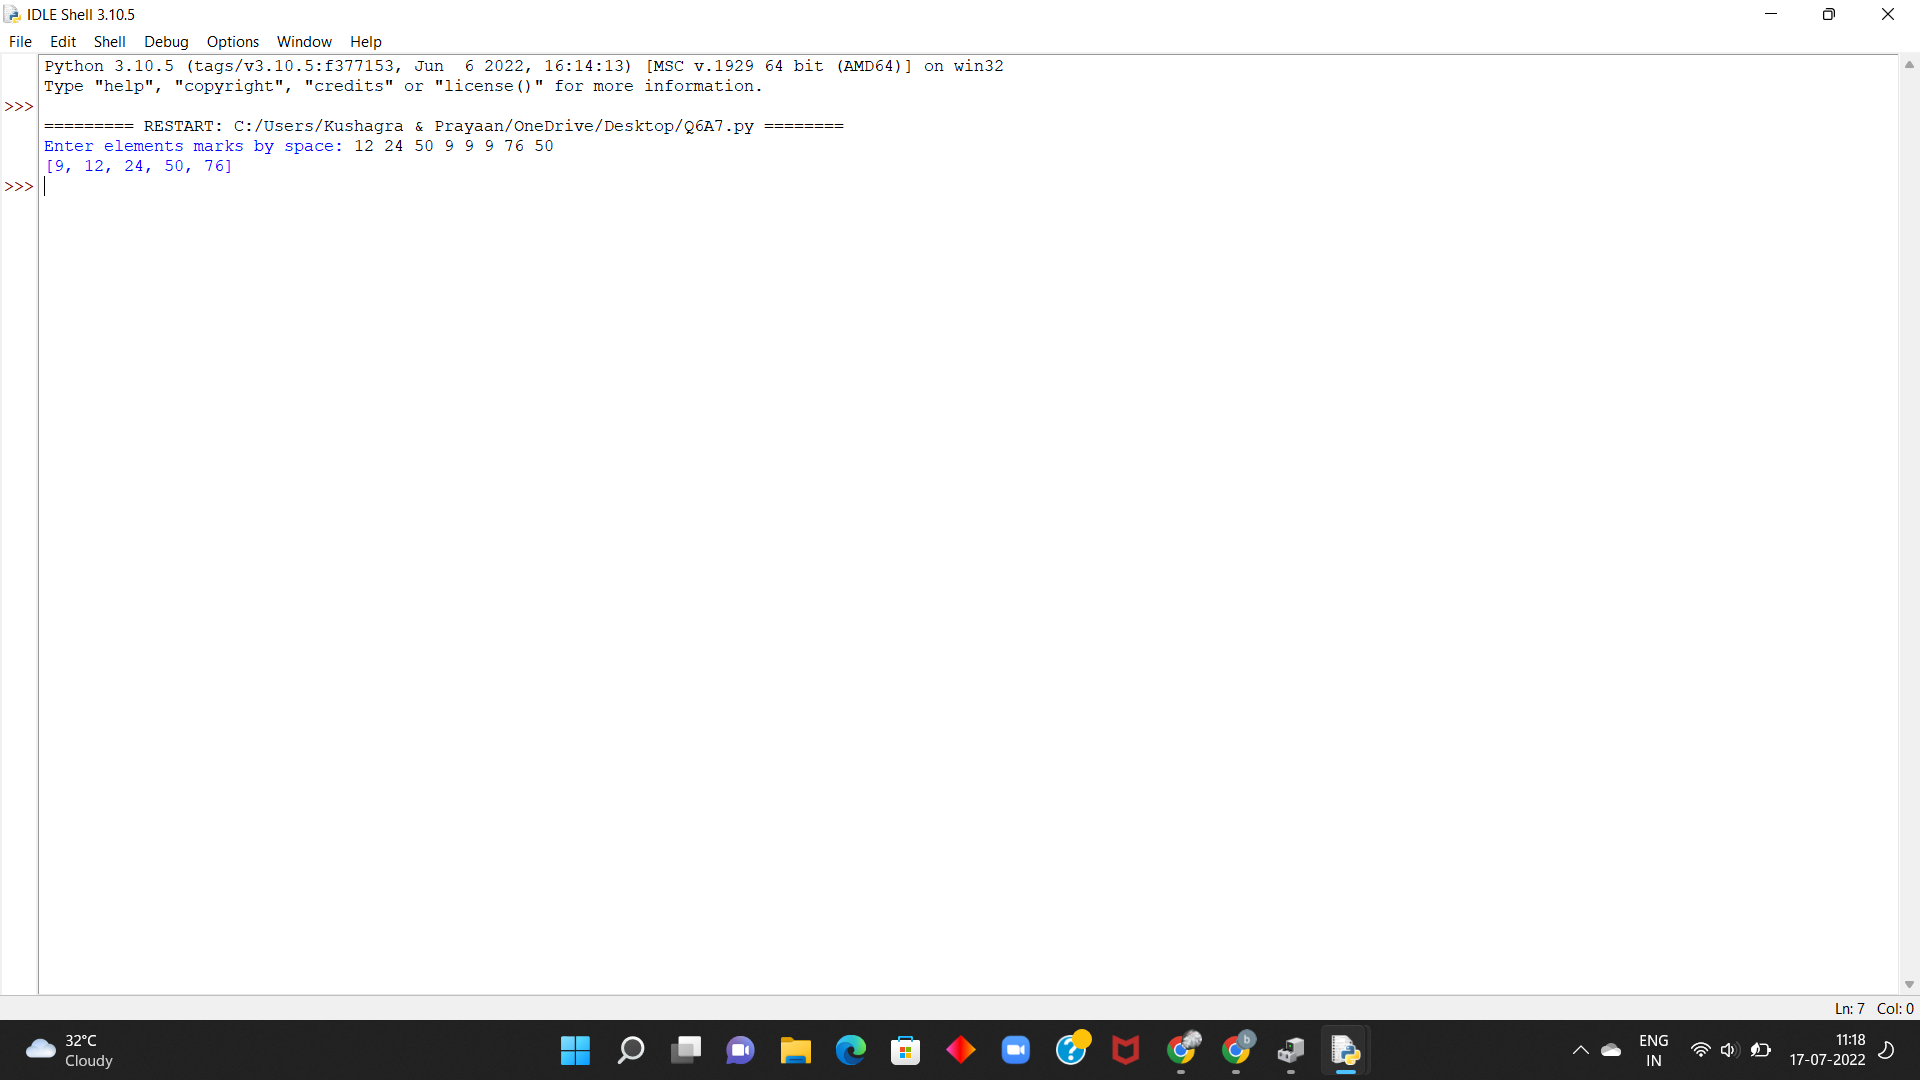 IDLE Shell 3.10.5
File Edit Shell Debug Options Window Help
Python 3.10.5 (tags/v3.10.5:f377153, Jun  6 2022, 16:14:13) [MSC v.1929 64 bit (AMD64)] on win32
Type "help", "copyright", "credits" or "license()" for more information.
>>>
========= RESTART: C:/Users/Kushagra & Prayaan/OneDrive/Desktop/Q6A7.py ========
Enter elements marks by space: 12 24 50 9 9 9 76 50
[9, 12, 24, 50, 76]
>>>
Ln: 7 Col: 0
32°C
Cloudy
b
ENG
IN
11:18
17-07-2022